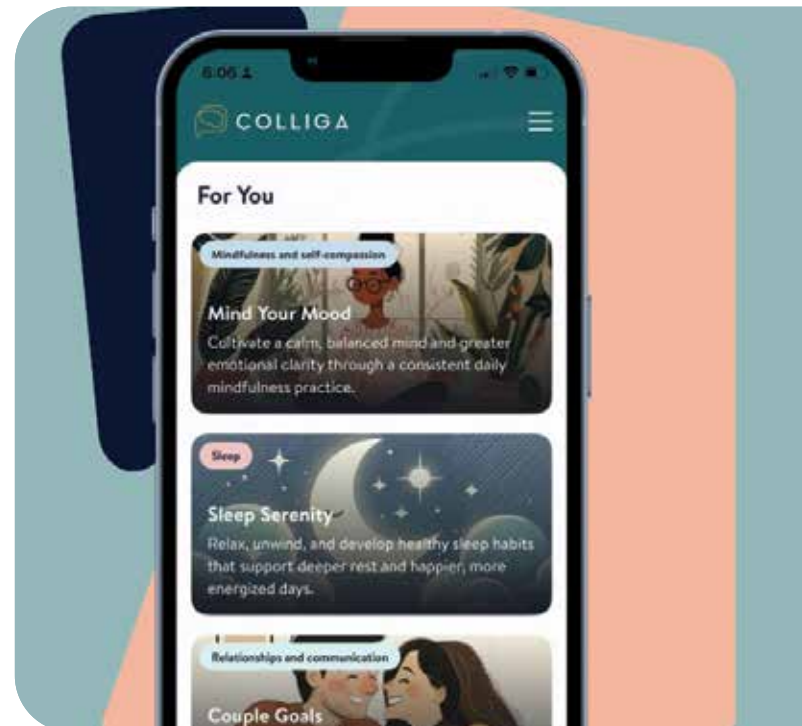 6:06
COLLIGA
For You
Mindfulness and self-compassion
Mind Your Mood
Cultivate a calm, balanced mind and greater
emotional clarity through a consistent daily
mindfulness practice.
Sleep
Sleep Serenity
Relax, unwind, and develop healthy sleep habits
that support deeper rest and happier, more
energized days.
Relationships and communication
Couple Goals